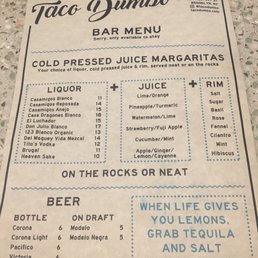 Taco Dumbo
BAR MENU
Sorry, only available to stay
COLD PRESSED JUICE MARGARITAS
Your choice of liquor, cold pressed juice & rim, served neat or on the rocks
LIQUOR + JUICE + RIM
Casamigos Blanco 11
Casamigos Reposada 14
Casamigos Anejo 15
Casa Dragones Blanco 12
El Luchador 11
Don Julio Blanco 17
123 Blanco Organic 13
Del Maguey Vida Mezcal 14
Tito's Vodka 12
Brugal 11
Heaven Sake 10
Lime/Orange
Pineapple/Turmeric
Watermelon/Lime
Strawberry/Fuji Apple
Cucumber/Mint
Apple/Ginger/
Lemon/Cayenne
Salt
Sugar
Basil
Rose
Fennel
Cilantro
Mint
Hibiscus
ON THE ROCKS OR NEAT
BEER
BOTTLE
Corona 6
Corona Light 6
Pacifico 6
Victoria
ON DRAFT
Modelo 5
Modelo Negra 5
WHEN LIFE GIVES
YOU LEMONS,
GRAB TEQUILA
AND SALT